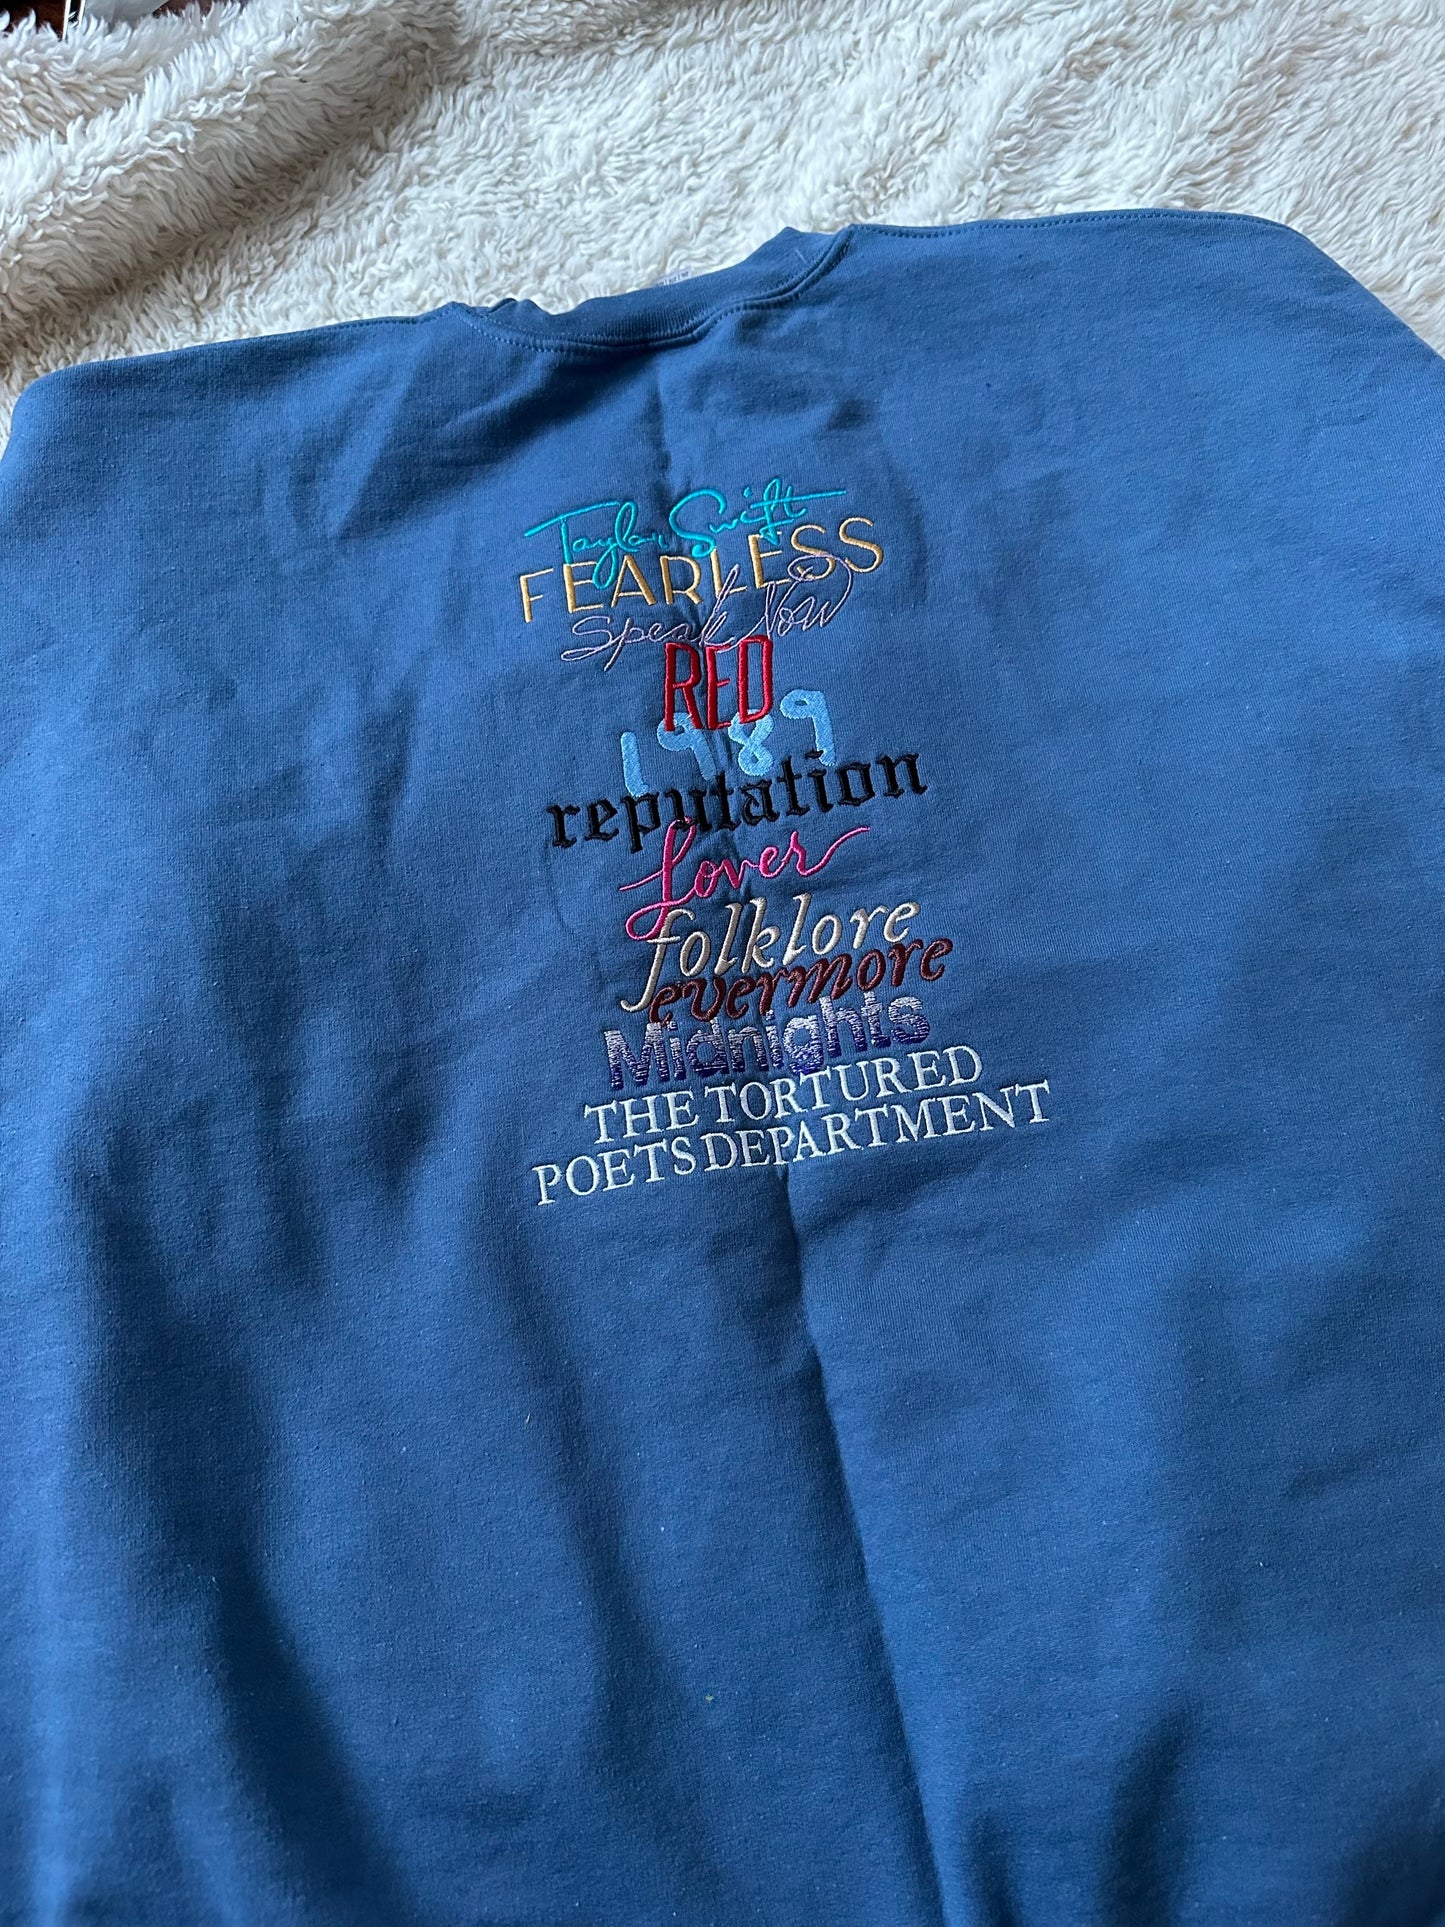 Taylor Swift
FEARLESS
Speak Now
RED
1989
reputation
Lover
folklore
evermore
Midnights
THE TORTURED
POETS DEPARTMENT